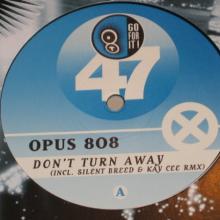 GO
FOR
IT!
47
OPUS 808
DON'T TURN AWAY
(INCL. SILENT BREED & KAY CEE RMX)
A